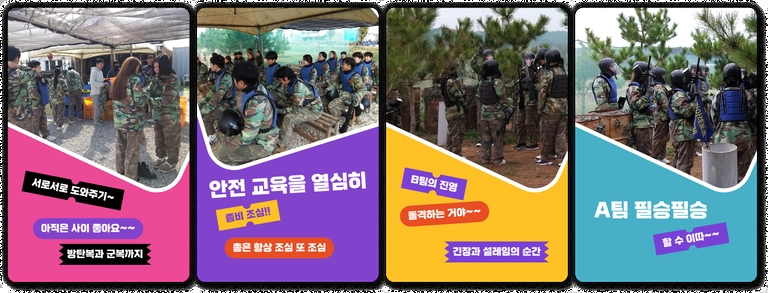 서로서로 도와주기~
아직은 사이 좋아요~~
방탄복과 군복까지
안전 교육을 열심히
좀비 조심!!
총은 항상 조심 또 조심
B팀의 진영
돌격하는 거야~~
긴장과 설레임의 순간
A팀 필승필승
할 수 이따~~